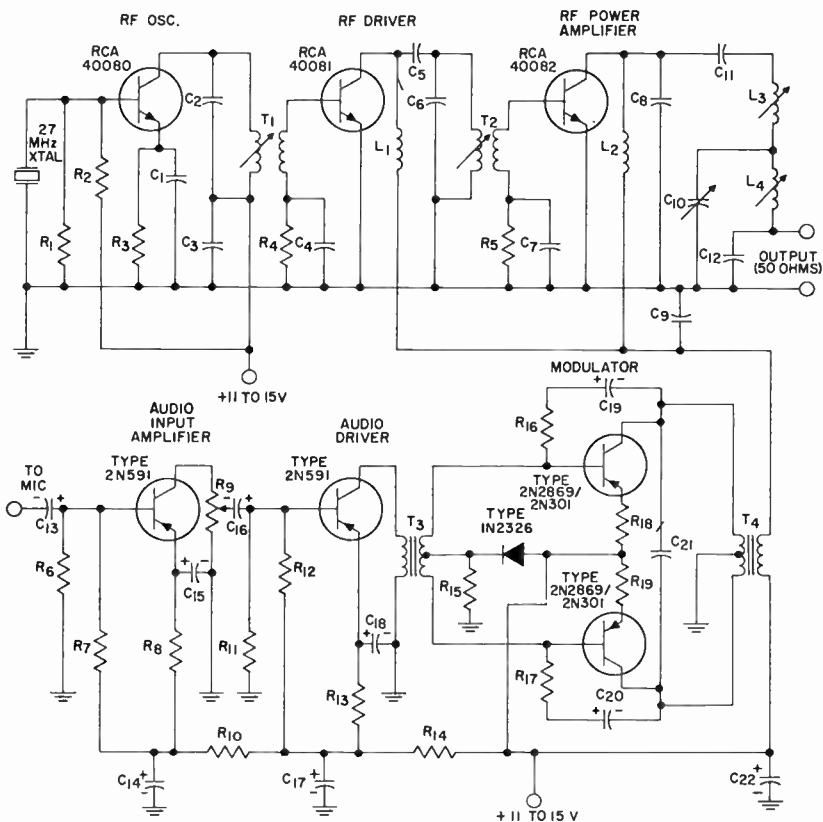 RF OSC.
RF DRIVER
RF POWER
AMPLIFIER
RCA
40080
RCA
40081
RCA
40082
C5
C11
C2
C6
C8
L3
T1
T2
27
MHz
XTAL
R2
C1
L1
L2
C10
L4
R1
R3
C3
R4
C4
R5
C7
C12
OUTPUT
(50 OHMS)
C9
+11 TO 15V
MODULATOR
C19
AUDIO
INPUT
AMPLIFIER
AUDIO
DRIVER
R16
TYPE
2N591
TYPE
2N591
TO
MIC
R9
TYPE
2N2869/
2N301
C13
C16
T3
TYPE
1N2326
R18
T4
C21
R6
R12
R15
TYPE
2N2869/
2N301
R19
C15
C18
R7
R8
R11
R13
R17
C20
R10
R14
C14
C17
C22
+11 TO 15 V